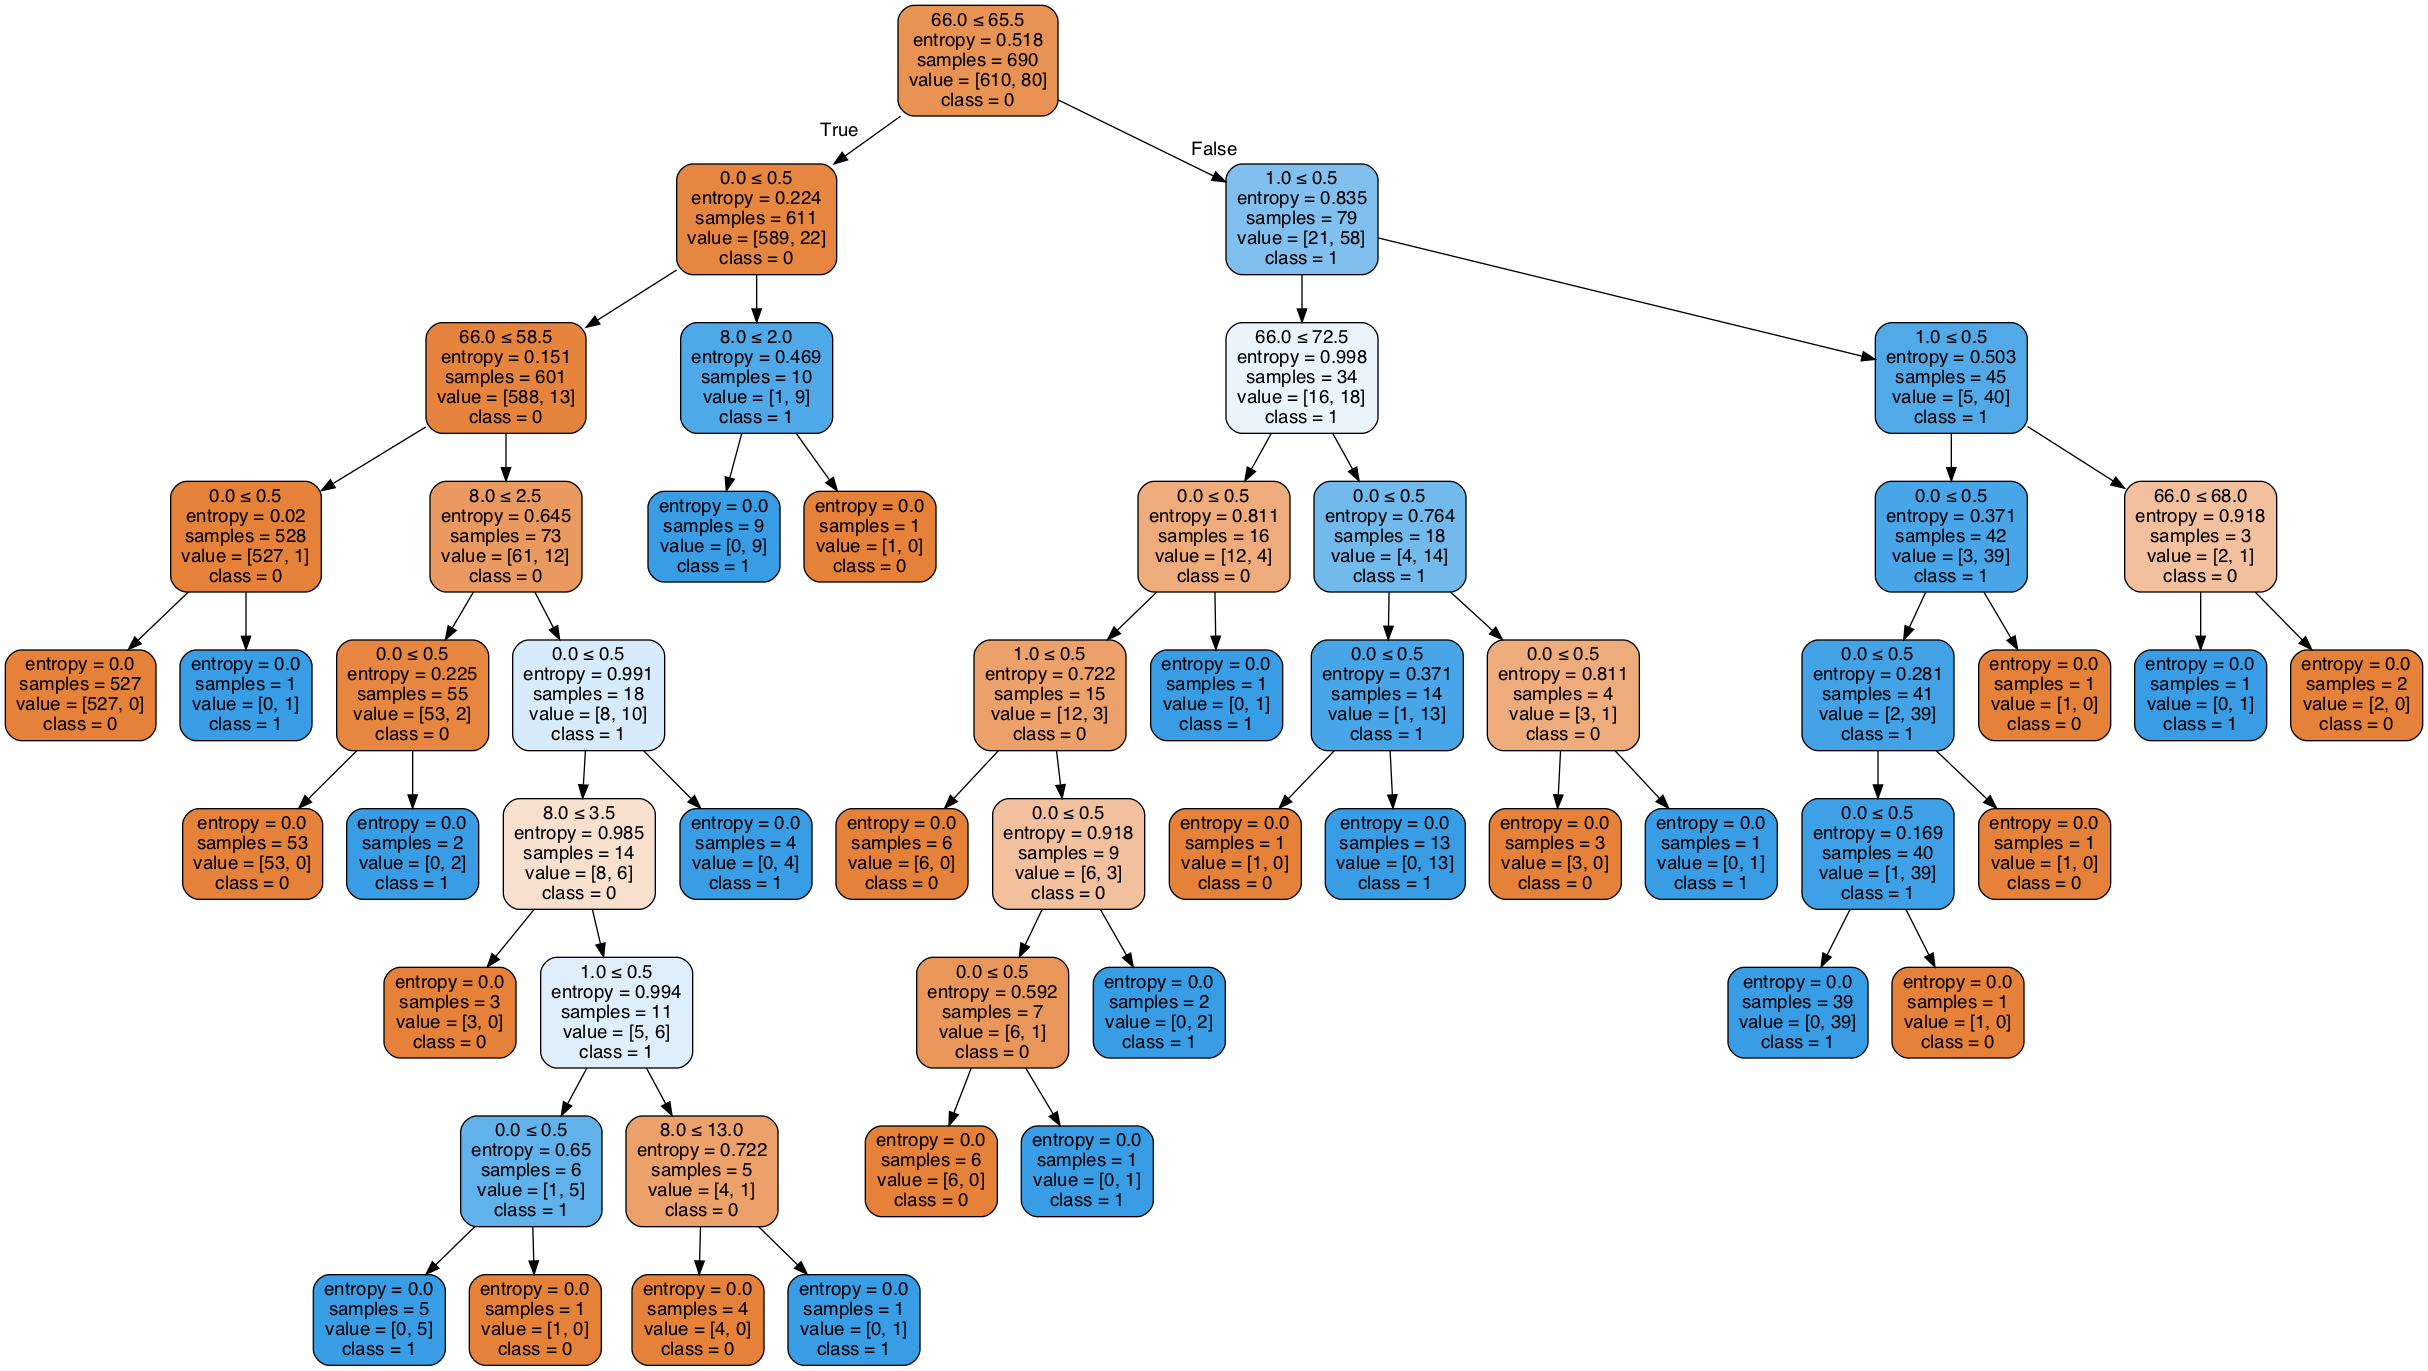 66.0 ≤ 65.5
entropy = 0.518
samples = 690
value = [610, 80]
class = 0
True
False
0.0 ≤ 0.5
entropy = 0.224
samples = 611
value = [589, 22]
class = 0
1.0 ≤ 0.5
entropy = 0.835
samples = 79
value = [21, 58]
class = 1
66.0 ≤ 58.5
entropy = 0.151
samples = 601
value = [588, 13]
class = 0
8.0 ≤ 2.0
entropy = 0.469
samples = 10
value = [1, 9]
class = 1
66.0 ≤ 72.5
entropy = 0.998
samples = 34
value = [16, 18]
class = 1
1.0 ≤ 0.5
entropy = 0.503
samples = 45
value = [5, 40]
class = 1
0.0 ≤ 0.5
entropy = 0.02
samples = 528
value = [527, 1]
class = 0
8.0 ≤ 2.5
entropy = 0.645
samples = 73
value = [61, 12]
class = 0
entropy = 0.0
samples = 9
value = [0, 9]
class = 1
entropy = 0.0
samples = 1
value = [1, 0]
class = 0
0.0 ≤ 0.5
entropy = 0.811
samples = 16
value = [12, 4]
class = 0
0.0 ≤ 0.5
entropy = 0.764
samples = 18
value = [4, 14]
class = 1
0.0 ≤ 0.5
entropy = 0.371
samples = 42
value = [3, 39]
class = 1
66.0 ≤ 68.0
entropy = 0.918
samples = 3
value = [2, 1]
class = 0
entropy = 0.0
samples = 527
value = [527, 0]
class = 0
entropy = 0.0
samples = 1
value = [0, 1]
class = 1
0.0 ≤ 0.5
entropy = 0.225
samples = 55
value = [53, 2]
class = 0
0.0 ≤ 0.5
entropy = 0.991
samples = 18
value = [8, 10]
class = 1
1.0 ≤ 0.5
entropy = 0.722
samples = 15
value = [12, 3]
class = 0
entropy = 0.0
samples = 1
value = [0, 1]
class = 1
0.0 ≤ 0.5
entropy = 0.371
samples = 14
value = [1, 13]
class = 1
0.0 ≤ 0.5
entropy = 0.811
samples = 4
value = [3, 1]
class = 0
0.0 ≤ 0.5
entropy = 0.281
samples = 41
value = [2, 39]
class = 1
entropy = 0.0
samples = 1
value = [1, 0]
class = 0
entropy = 0.0
samples = 1
value = [0, 1]
class = 1
entropy = 0.0
samples = 2
value = [2, 0]
class = 0
entropy = 0.0
samples = 53
value = [53, 0]
class = 0
entropy = 0.0
samples = 2
value = [0, 2]
class = 1
8.0 ≤ 3.5
entropy = 0.985
samples = 14
value = [8, 6]
class = 0
entropy = 0.0
samples = 4
value = [0, 4]
class = 1
entropy = 0.0
samples = 6
value = [6, 0]
class = 0
0.0 ≤ 0.5
entropy = 0.918
samples = 9
value = [6, 3]
class = 0
entropy = 0.0
samples = 1
value = [1, 0]
class = 0
entropy = 0.0
samples = 13
value = [0, 13]
class = 1
entropy = 0.0
samples = 3
value = [3, 0]
class = 0
entropy = 0.0
samples = 1
value = [0, 1]
class = 1
0.0 ≤ 0.5
entropy = 0.169
samples = 40
value = [1, 39]
class = 1
entropy = 0.0
samples = 1
value = [1, 0]
class = 0
entropy = 0.0
samples = 3
value = [3, 0]
class = 0
1.0 ≤ 0.5
entropy = 0.994
samples = 11
value = [5, 6]
class = 1
0.0 ≤ 0.5
entropy = 0.592
samples = 7
value = [6, 1]
class = 0
entropy = 0.0
samples = 2
value = [0, 2]
class = 1
entropy = 0.0
samples = 39
value = [0, 39]
class = 1
entropy = 0.0
samples = 1
value = [1, 0]
class = 0
0.0 ≤ 0.5
entropy = 0.65
samples = 6
value = [1, 5]
class = 1
8.0 ≤ 13.0
entropy = 0.722
samples = 5
value = [4, 1]
class = 0
entropy = 0.0
samples = 6
value = [6, 0]
class = 0
entropy = 0.0
samples = 1
value = [0, 1]
class = 1
entropy = 0.0
samples = 5
value = [0, 5]
class = 1
entropy = 0.0
samples = 1
value = [1, 0]
class = 0
entropy = 0.0
samples = 4
value = [4, 0]
class = 0
entropy = 0.0
samples = 1
value = [0, 1]
class = 1